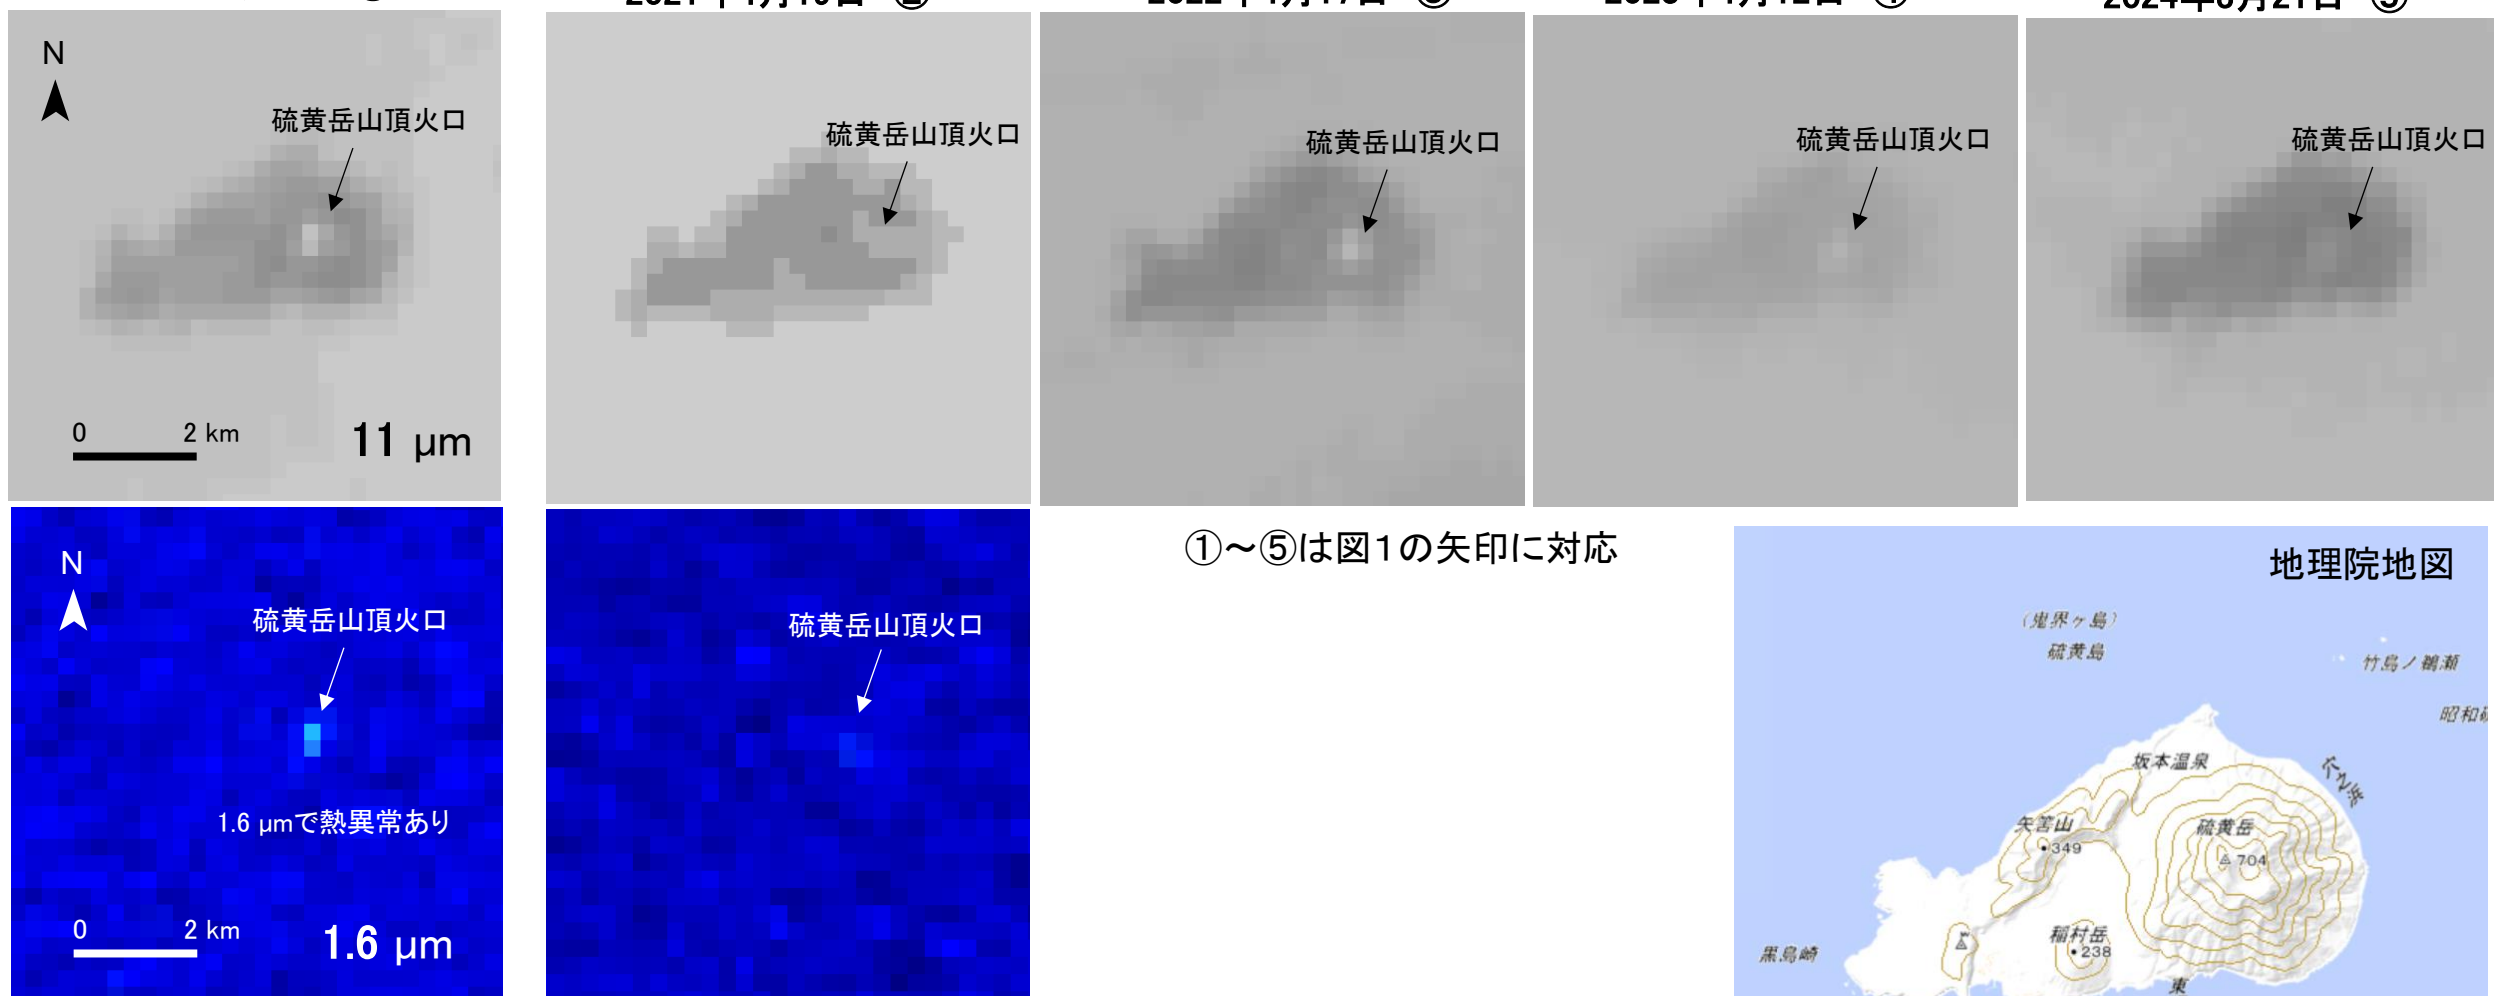 N
硫黄岳山頂火口
0 2 km
11 µm
硫黄岳山頂火口
硫黄岳山頂火口
硫黄岳山頂火口
硫黄岳山頂火口
N
硫黄岳山頂火口
1.6 µmで熱異常あり
0 2 km
1.6 µm
硫黄岳山頂火口
①～⑤は図1の矢印に対応
地理院地図
(鬼界ヶ島)
硫黄島
竹島ノ鵜瀬
昭和
坂本温泉
穴之浜
矢筈山
349
硫黄岳
704
稲村岳
238
黒島崎
東